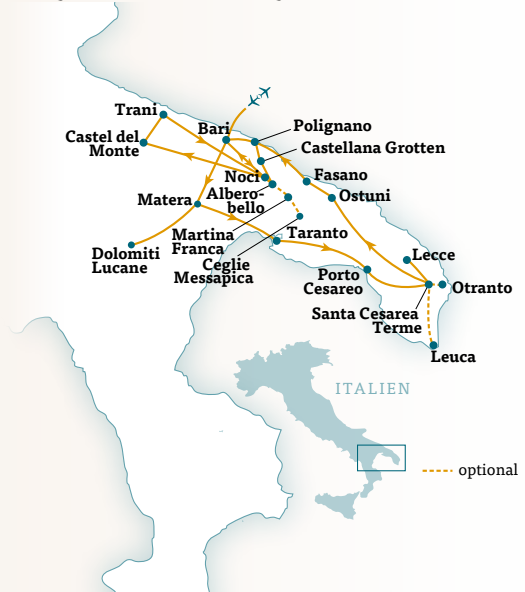 Trani
Bari
Polignano
Castel del
Monte
Castellana Grotten
Noci
Fasano
Albero-
bello
Ostuni
Matera
Martina
Franca
Taranto
Dolomiti
Lucane
Ceglie
Messapica
Lecce
Porto
Cesareo
Otranto
Santa Cesarea
Terme
Leuca
ITALIEN
optional